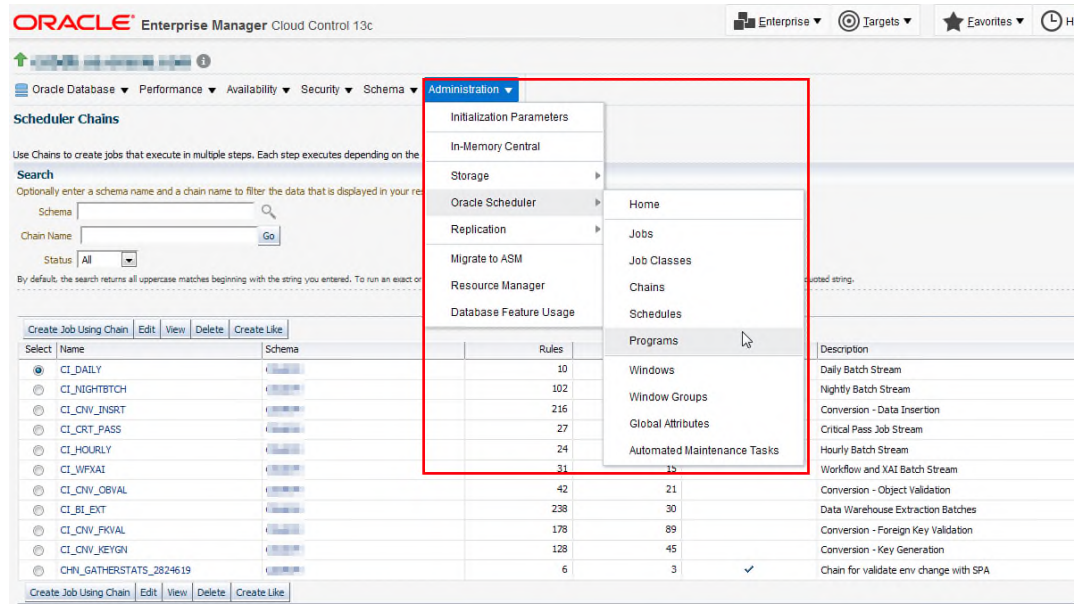 ORACLE Enterprise Manager Cloud Control 13c
Enterprise Targets Favorites H
Oracle Database Performance Availability Security Schema Administration
Scheduler Chains
Use Chains to create jobs that execute in multiple steps. Each step executes depending on the
Search
Optionally enter a schema name and a chain name to filter the data that is displayed in your
Schema
Chain Name Go
Status All
By default, the search returns all uppercase matches beginning with the string you entered. To run an exact or
quoted string.
Initialization Parameters
In-Memory Central
Storage
Oracle Scheduler
Replication
Migrate to ASM
Resource Manager
Database Feature Usage
Home
Jobs
Job Classes
Chains
Schedules
Programs
Windows
Window Groups
Global Attributes
Automated Maintenance Tasks
Create Job Using Chain Edit View Delete Create Like
Select Name Schema Rules Description
CI_DAILY 10 Daily Batch Stream
CI_NIGHTBTCH 102 Nightly Batch Stream
CI_CNV_INSRT 216 Conversion - Data Insertion
CI_CRT_PASS 27 Critical Pass Job Stream
CI_HOURLY 24 Hourly Batch Stream
CI_WFXAI 31 15 Workflow and XAI Batch Stream
CI_CNV_OBVAL 42 21 Conversion - Object Validation
CI_BI_EXT 238 30 Data Warehouse Extraction Batches
CI_CNV_FKVAL 178 89 Conversion - Foreign Key Validation
CI_CNV_KEYGN 128 45 Conversion - Key Generation
CHN_GATHERSTATS_2824619 6 3 Chain for validate env change with SPA
Create Job Using Chain Edit View Delete Create Like